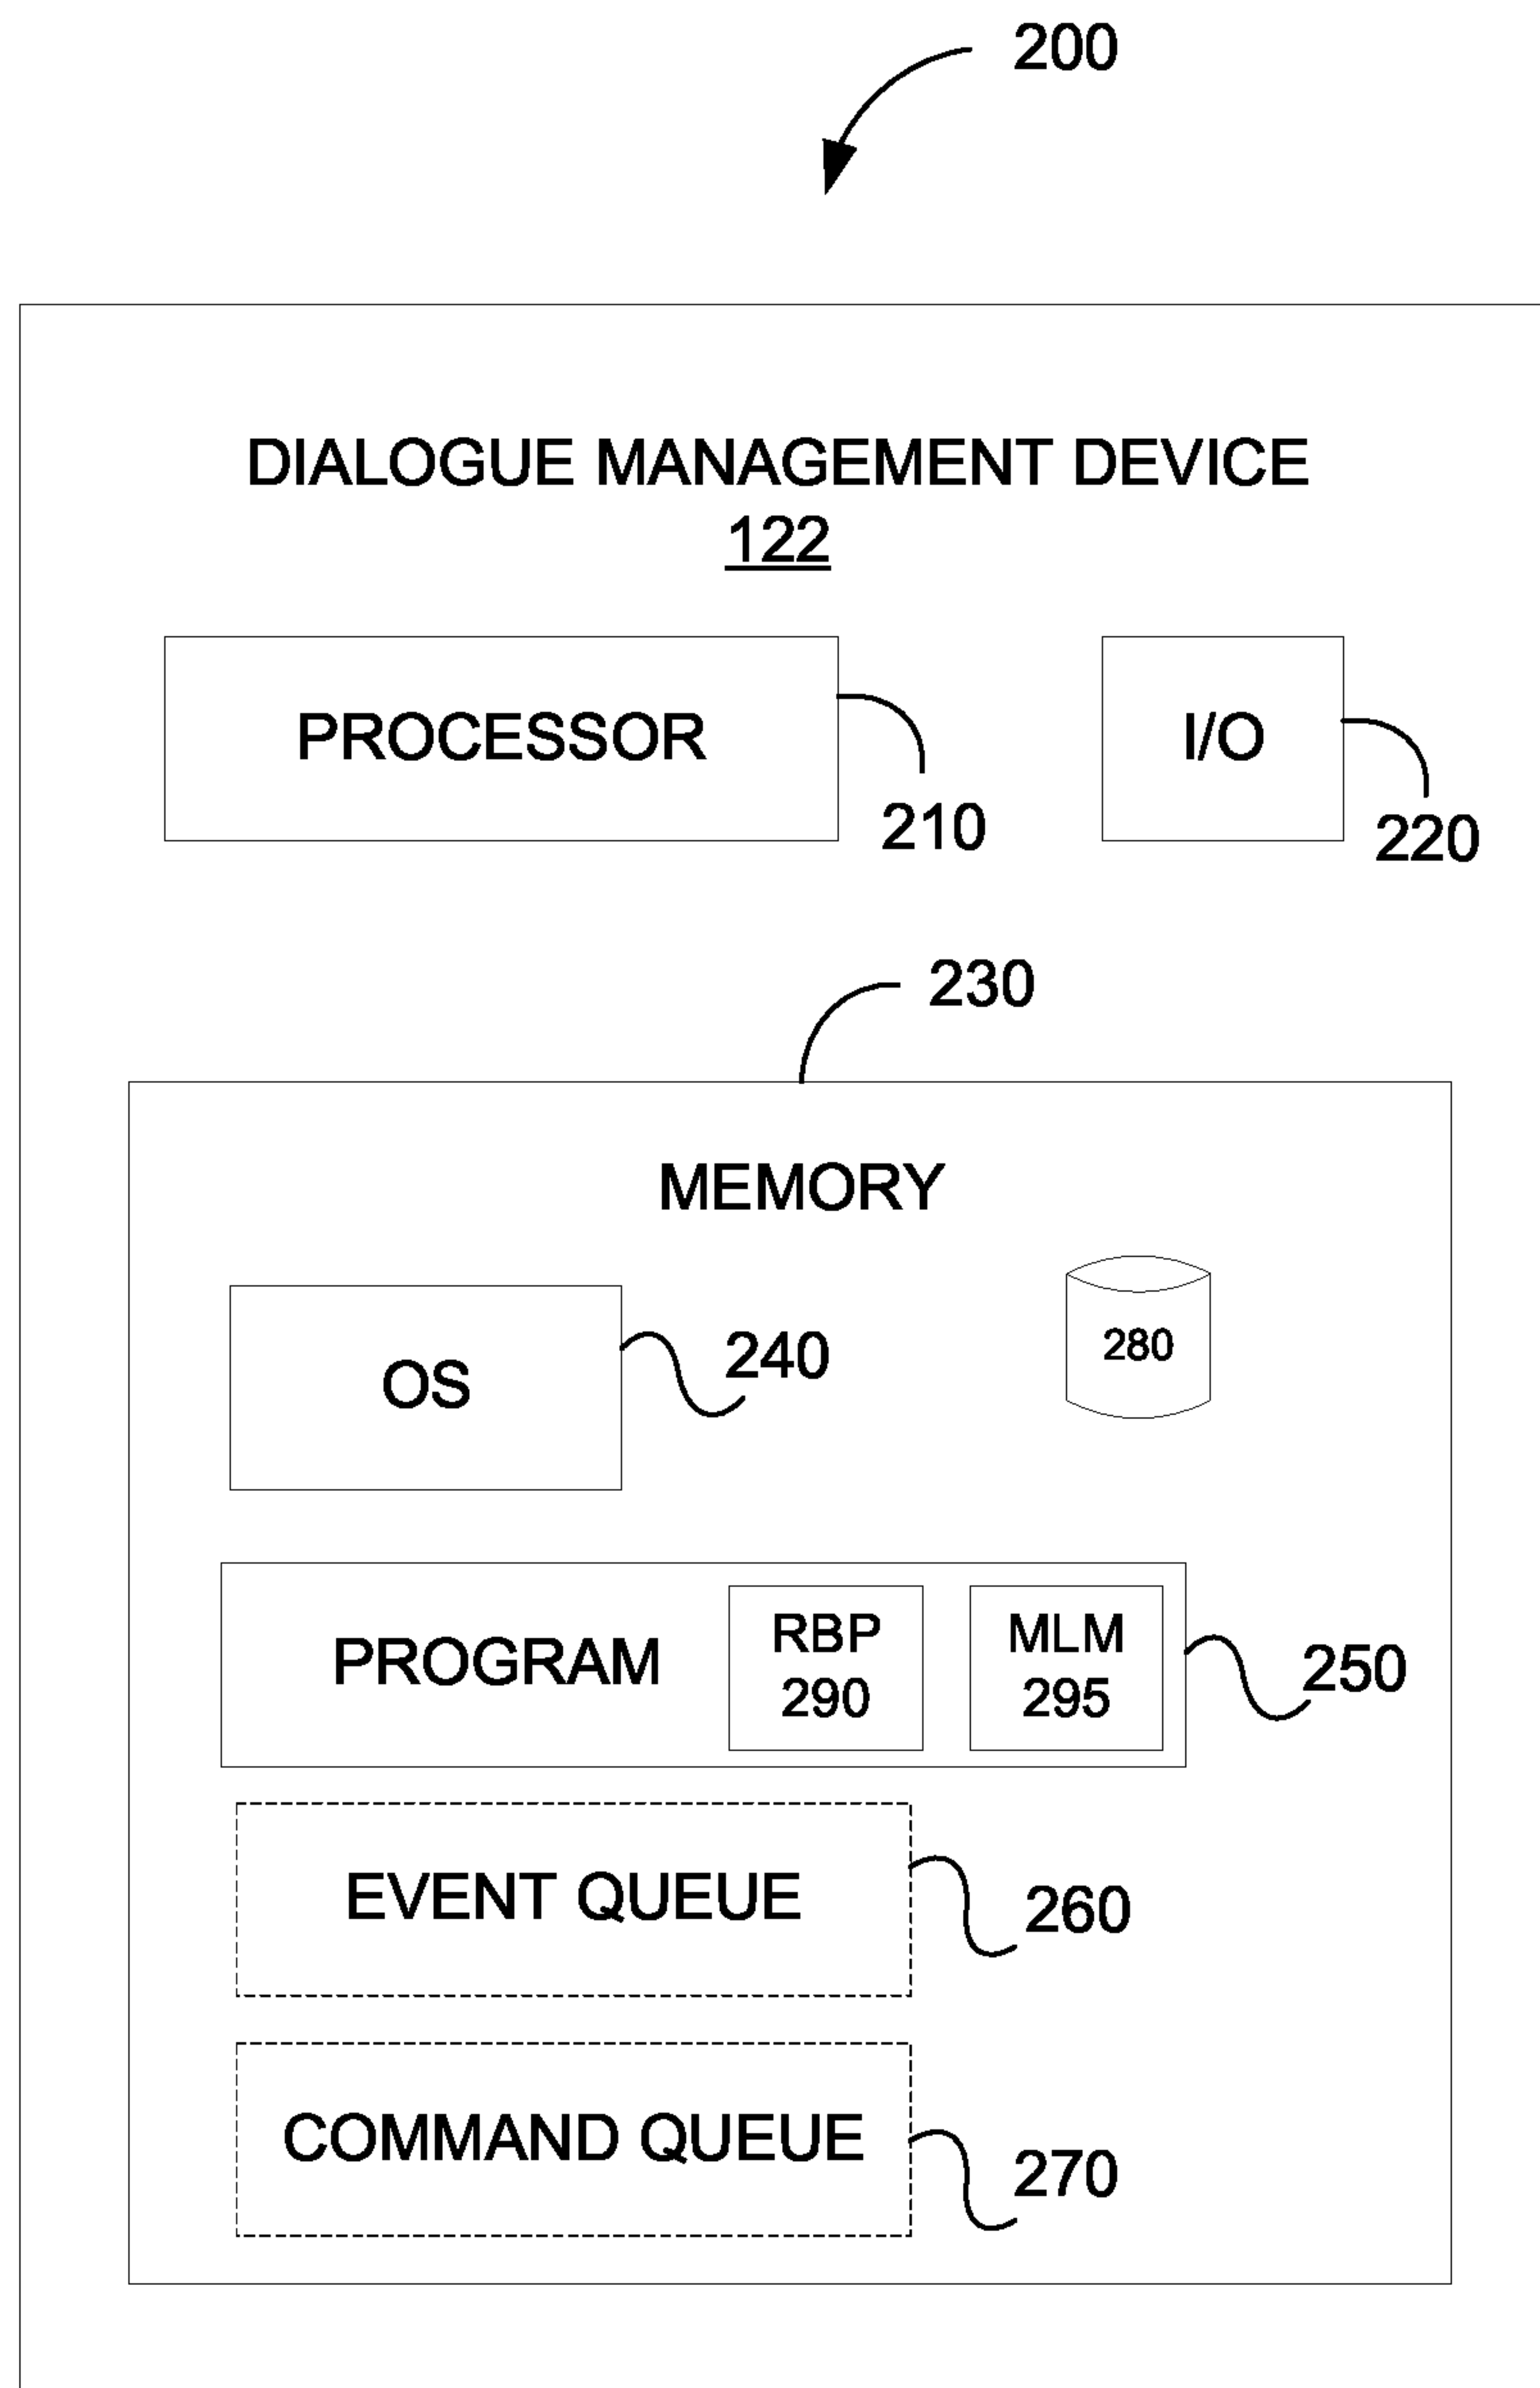 200
DIALOGUE MANAGEMENT DEVICE
122
PROCESSOR
I/O
210
220
230
MEMORY
OS
240
280
PROGRAM
RBP
290
MLM
295
250
EVENT QUEUE
260
COMMAND QUEUE
270